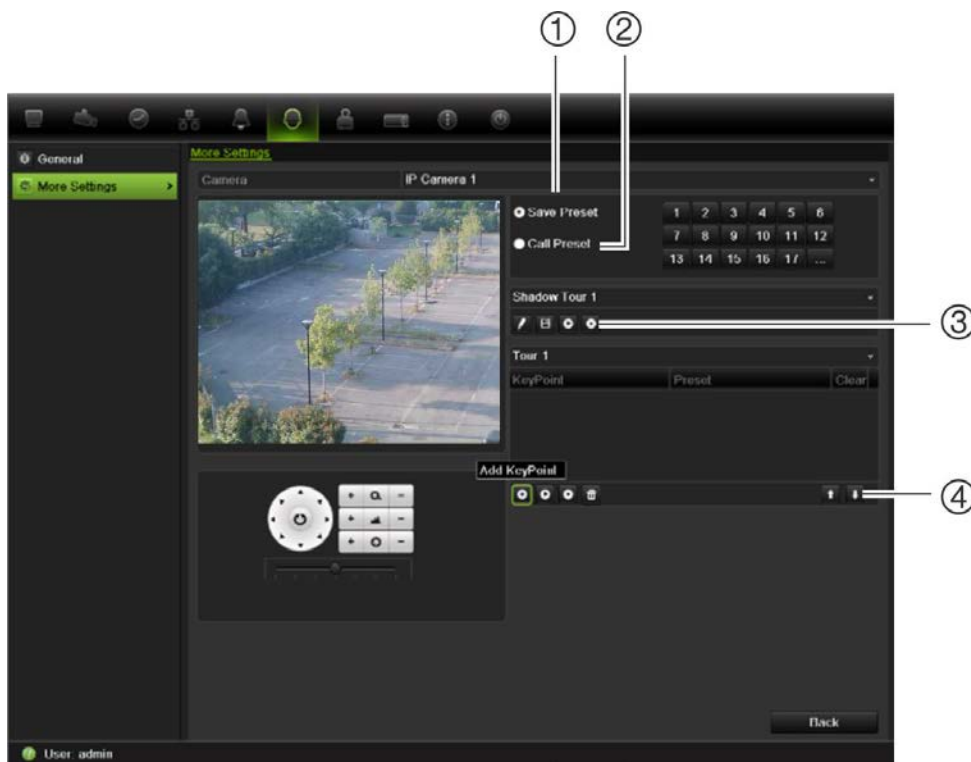 ① ②
General
More Settings
More Settings
Camera IP Camera 1
Save Preset
Call Preset
1 2 3 4 5 6
7 8 9 10 11 12
13 14 15 16 17 ...
Shadow Tour 1
③
Tour 1
KeyPoint Preset Clear
Add KeyPoint
④
Back
User: admin